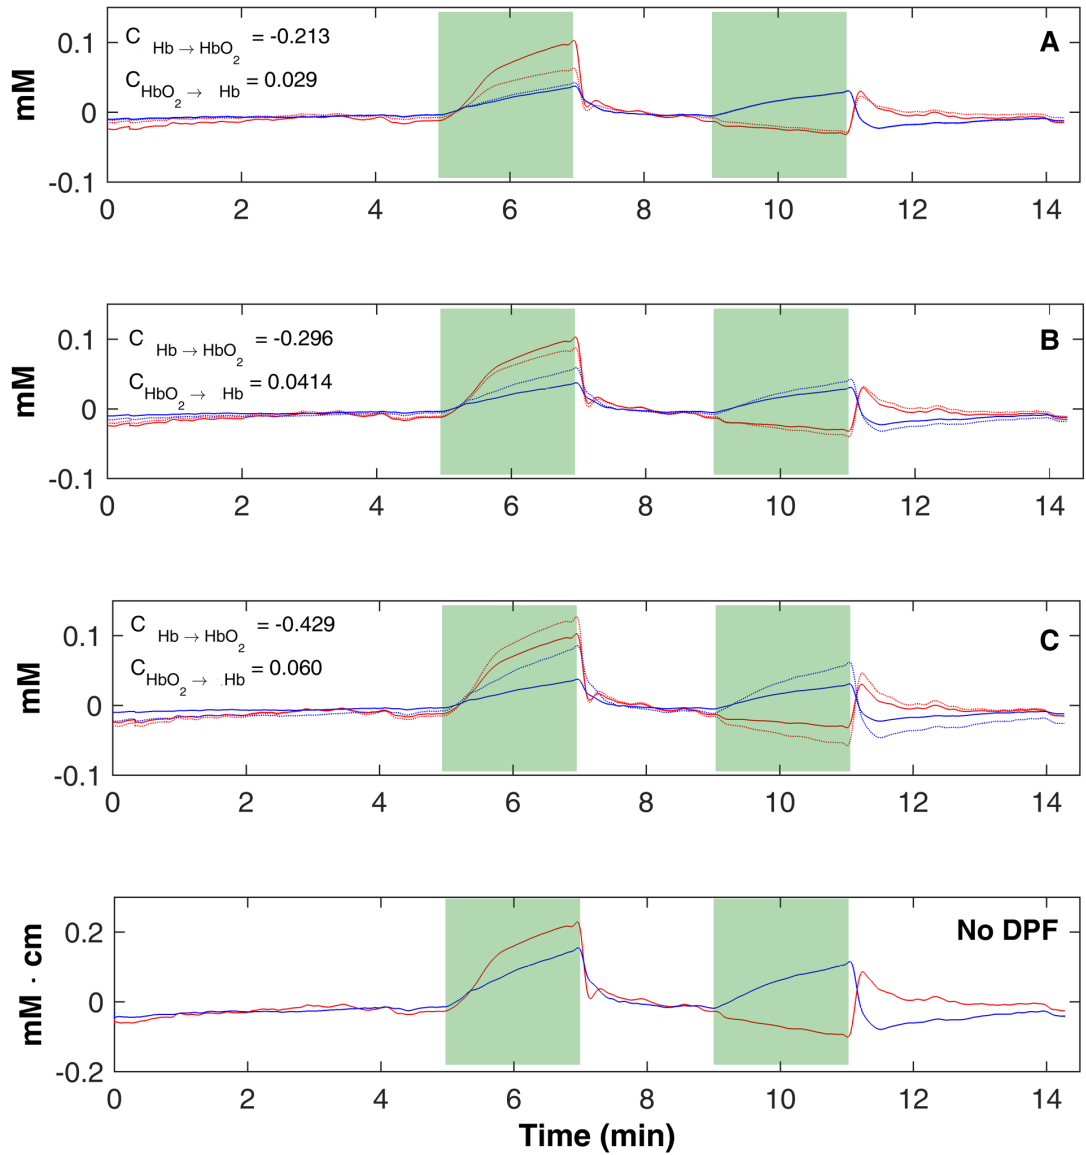 C Hb → HbO2 = -0.213
A
CHbO2 → Hb = 0.029
mM
0.1
0
-0.1
0 2 4 6 8 10 12 14
C Hb → HbO2 = -0.296
B
CHbO2 → Hb = 0.0414
mM
0.1
0
-0.1
0 2 4 6 8 10 12 14
C Hb → HbO2 = -0.429
C
CHbO2 → Hb = 0.060
mM
0.1
0
-0.1
0 2 4 6 8 10 12 14
No DPF
mM · cm
0.2
0
-0.2
0 2 4 6 8 10 12 14
Time (min)